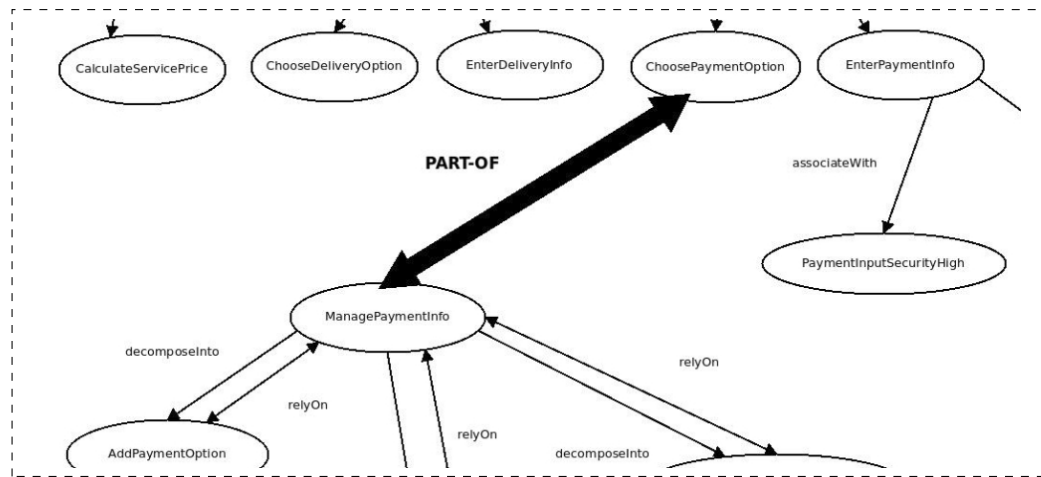 CalculateServicePrice
ChooseDeliveryOption
EnterDeliveryInfo
ChoosePaymentOption
EnterPaymentInfo
PART-OF
associateWith
PaymentInputSecurityHigh
ManagePaymentInfo
decomposeInto
relyOn
relyOn
relyOn
decomposeInto
AddPaymentOption